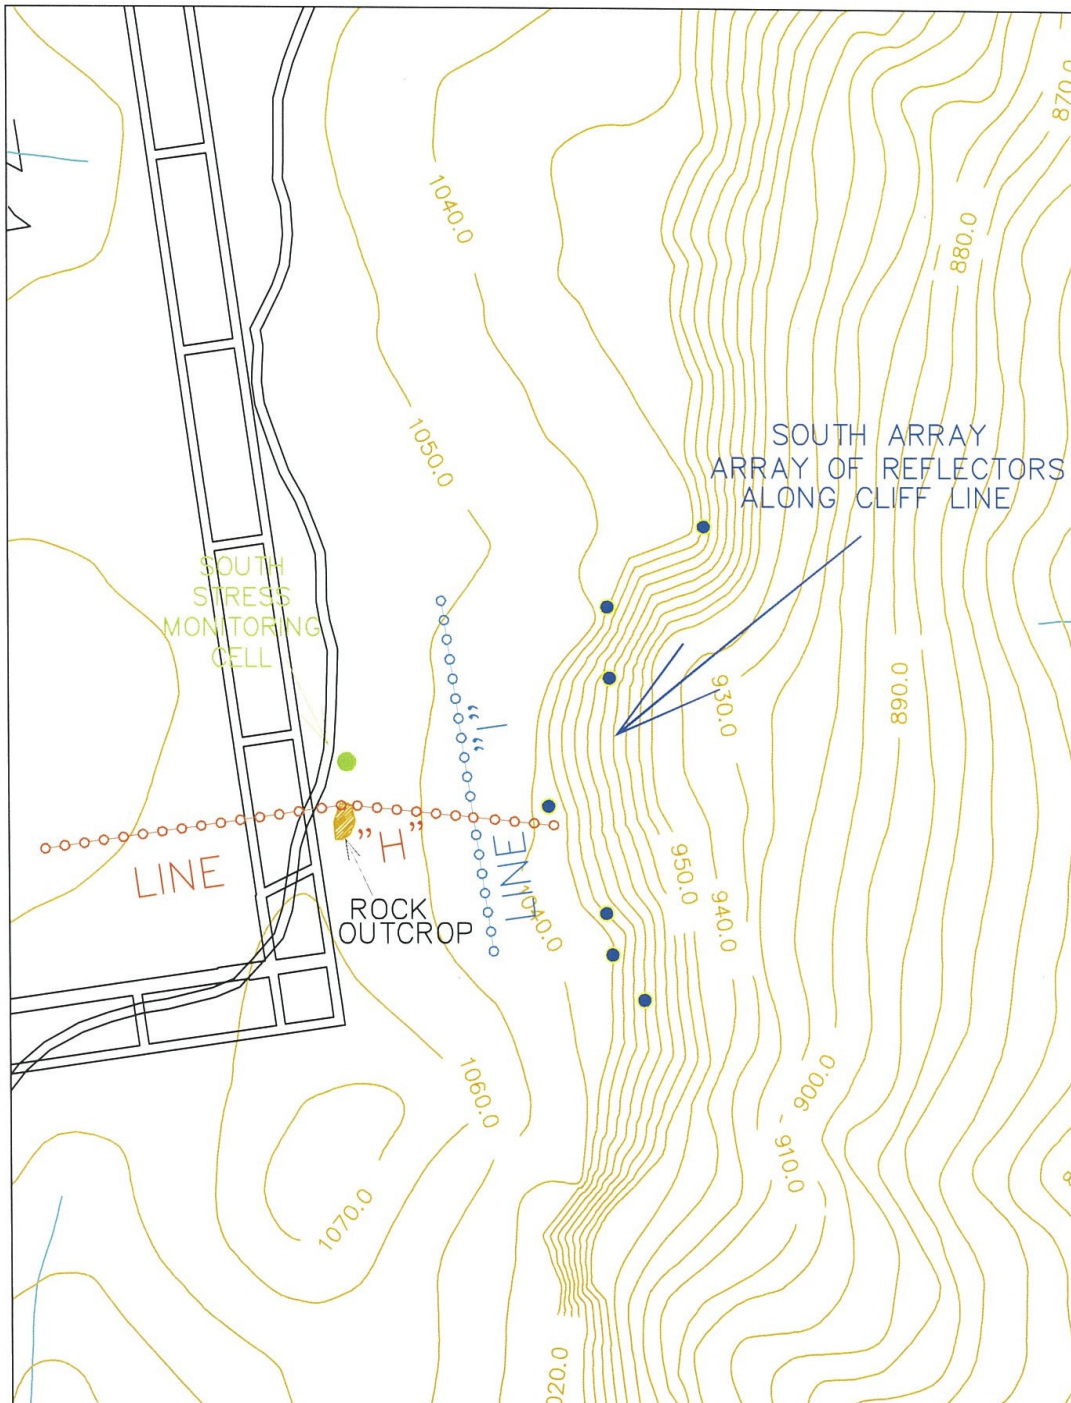 870.0
1040.0
880.0
1050.0
SOUTH ARRAY
ARRAY OF REFLECTORS
ALONG CLIFF LINE
SOUTH
STRESS
MONITORING
CELL
930.0
890.0
LINE "I"
LINE "H"
950.0
940.0
1040.0
ROCK
OUTCROP
1060.0
900.0
910.0
1070.0
020.0